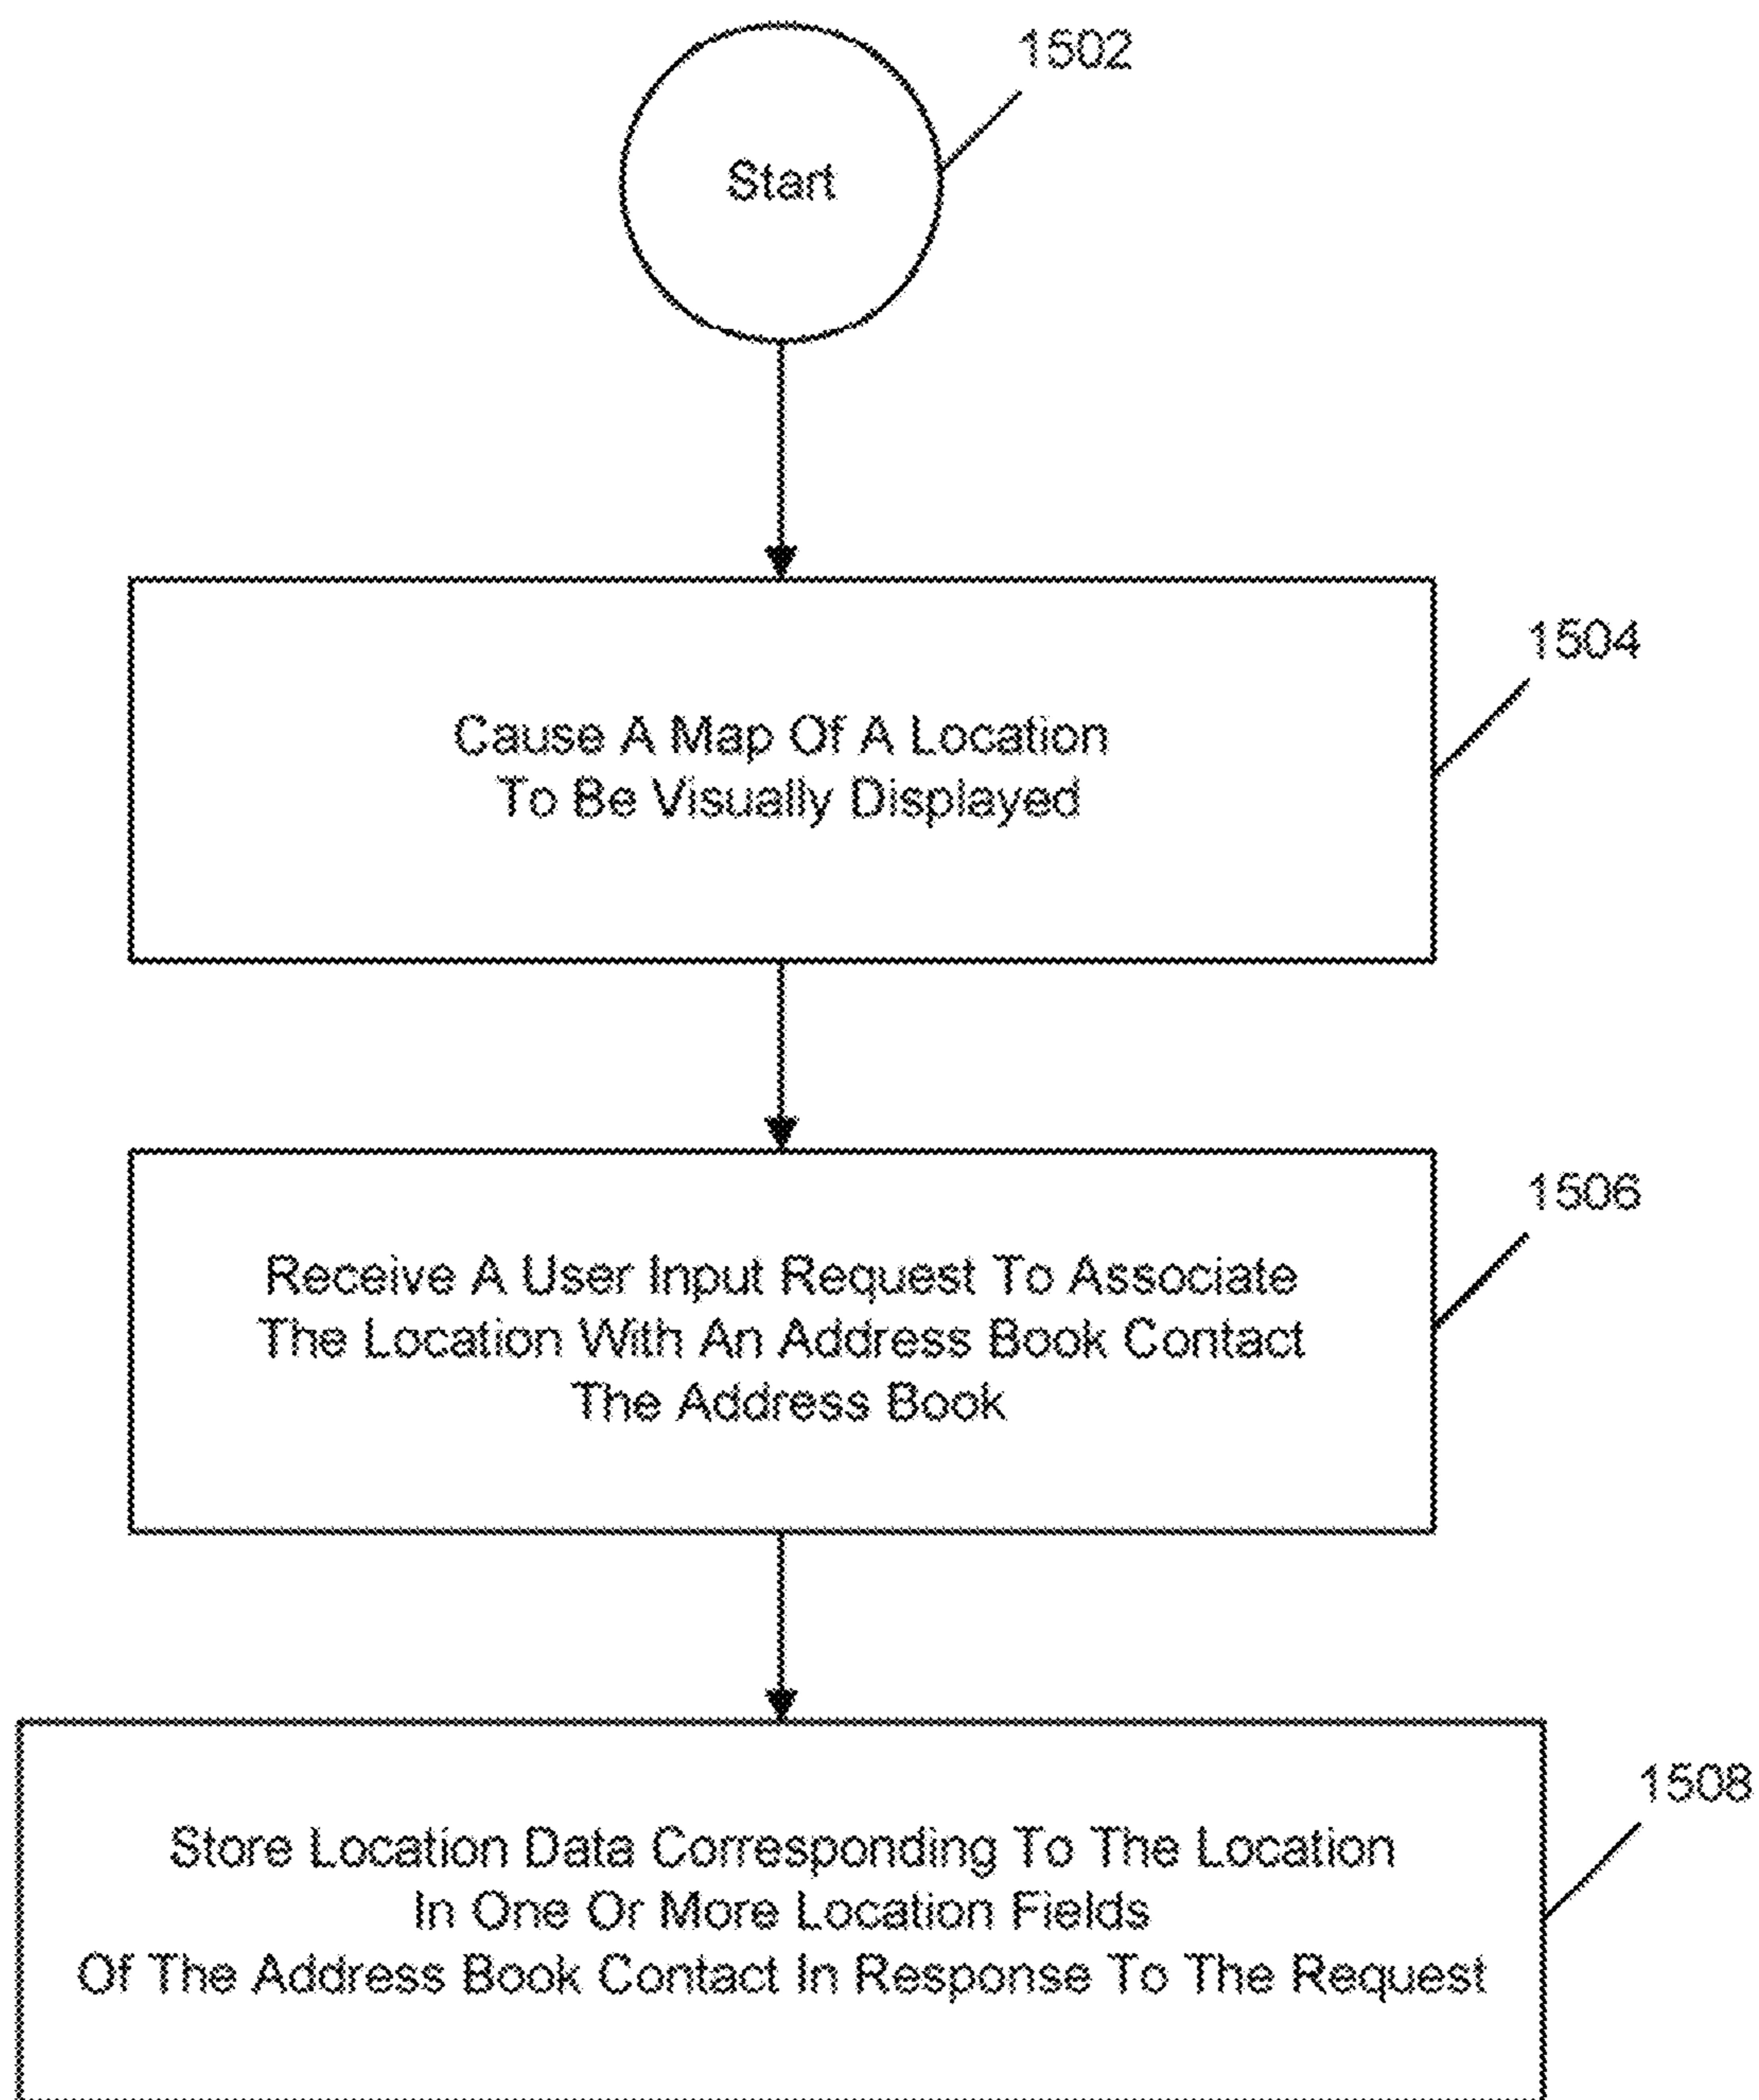 1502
Start
1504
Cause A Map Of A Location
To Be Visually Displayed
1506
Receive A User Input Request To Associate
The Location With An Address Book Contact
The Address Book
1508
Store Location Data Corresponding To The Location
In One Or More Location Fields
Of The Address Book Contact In Response To The Request